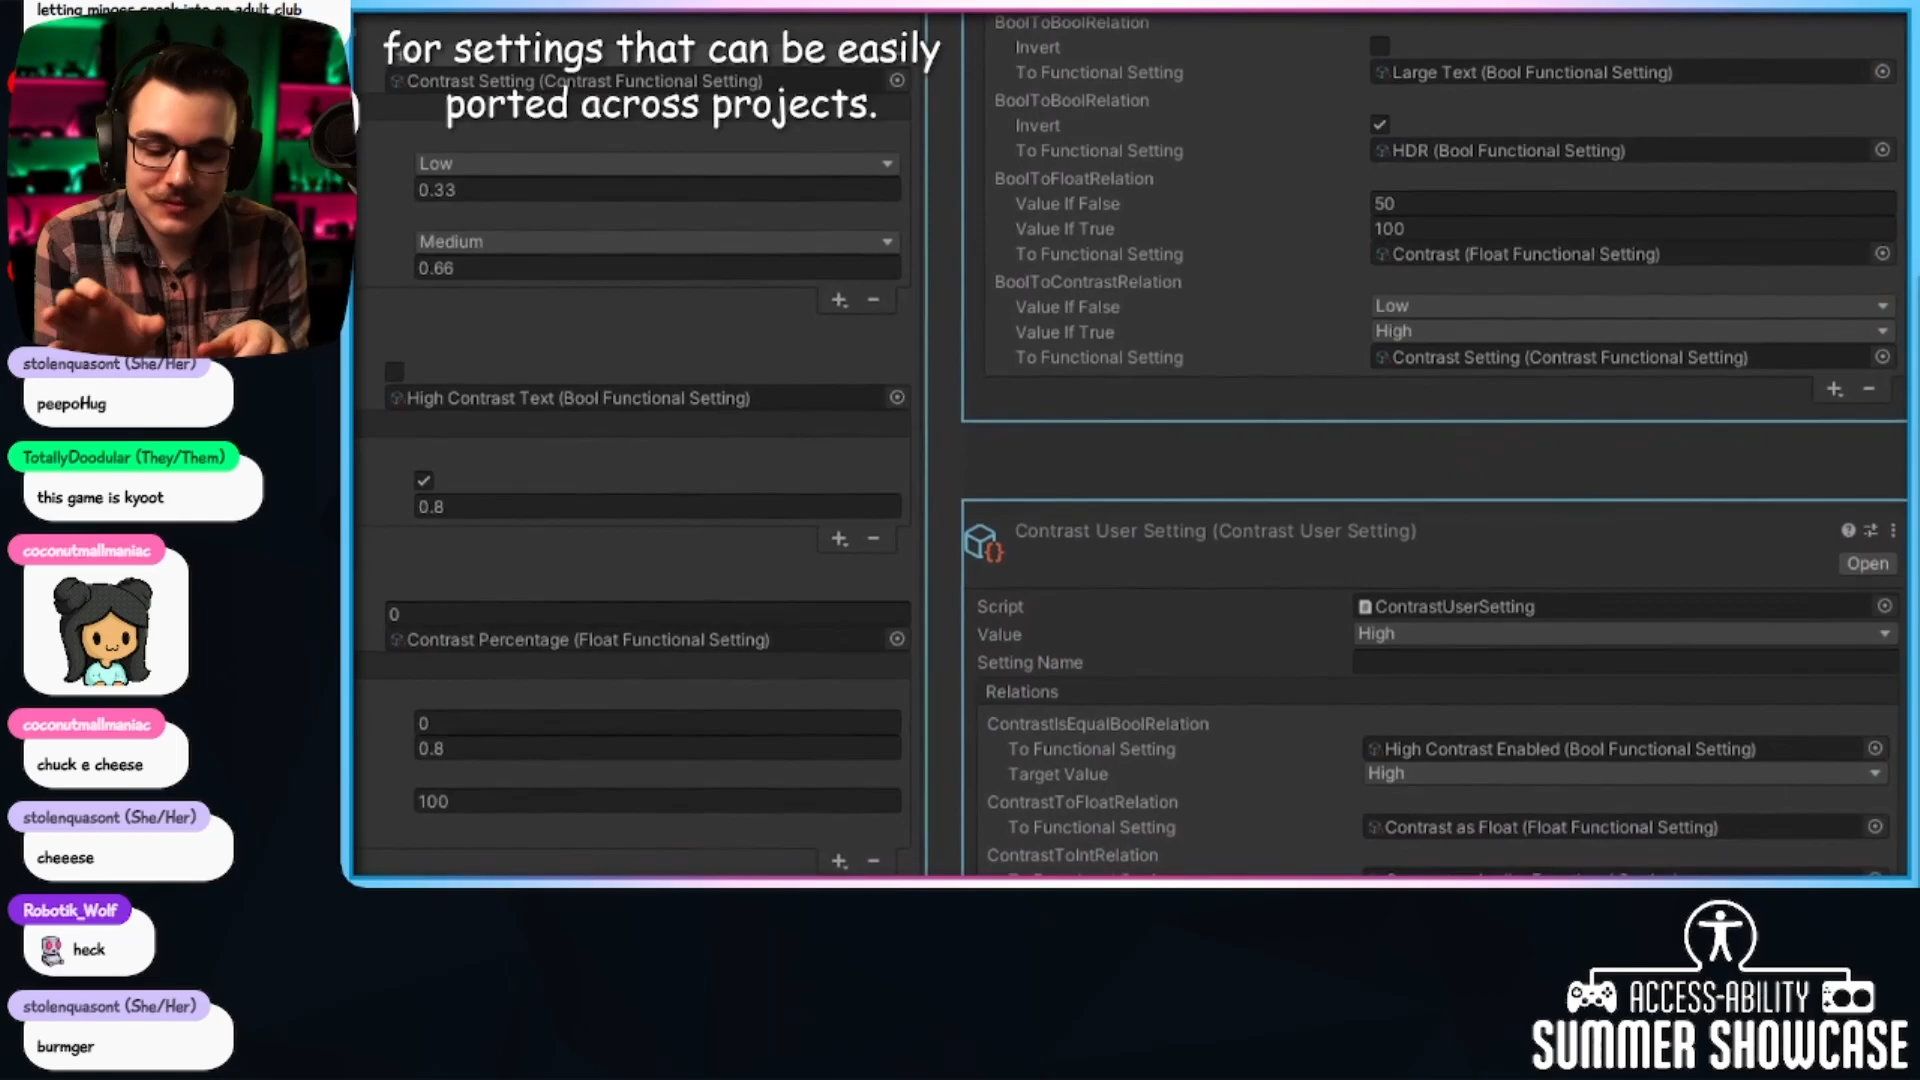 letting minors sneak into an adult club
for settings that can be easily
ported across projects.
Contrast Setting (Contrast Functional Setting)
Low
0.33
Medium
0.66
High Contrast Text (Bool Functional Setting)
0.8
0
Contrast Percentage (Float Functional Setting)
0
0.8
100
BoolToBoolRelation
Invert
To Functional Setting
Large Text (Bool Functional Setting)
BoolToBoolRelation
Invert
To Functional Setting
HDR (Bool Functional Setting)
BoolToFloatRelation
Value If False
50
Value If True
100
To Functional Setting
Contrast (Float Functional Setting)
BoolToContrastRelation
Value If False
Low
Value If True
High
To Functional Setting
Contrast Setting (Contrast Functional Setting)
Contrast User Setting (Contrast User Setting)
Open
Script
ContrastUserSetting
Value
High
Setting Name
Relations
ContrastIsEqualBoolRelation
To Functional Setting
High Contrast Enabled (Bool Functional Setting)
Target Value
High
ContrastToFloatRelation
To Functional Setting
Contrast as Float (Float Functional Setting)
ContrastToIntRelation
stolenquasont (She/Her)
peepoHug
TotallyDoodular (They/Them)
this game is kyoot
coconutmallmaniac
coconutmallmaniac
chuck e cheese
stolenquasont (She/Her)
cheeese
Robotik_Wolf
heck
stolenquasont (She/Her)
burmger
ACCESS-ABILITY
SUMMER SHOWCASE